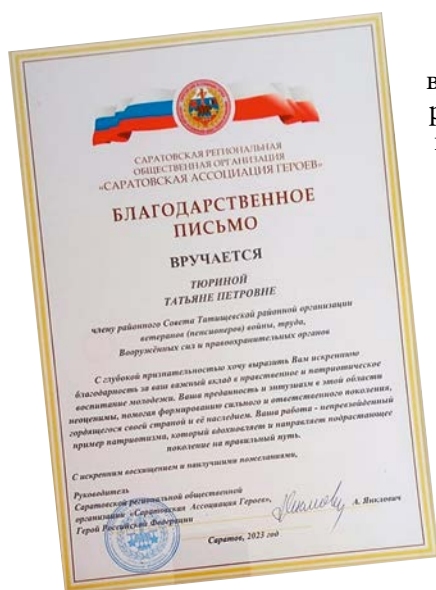 САРАТОВСКАЯ РЕГИОНАЛЬНАЯ
ОБЩЕСТВЕННАЯ ОРГАНИЗАЦИЯ
«САРАТОВСКАЯ АССОЦИАЦИЯ ГЕРОЕВ»
БЛАГОДАРСТВЕННОЕ
ПИСЬМО
ВРУЧАЕТСЯ
ТЮРИНОЙ
ТАТЬЯНЕ ПЕТРОВНЕ
члену районного Совета Татищевской районной организации
ветеранов (пенсионеров) войны, труда,
Вооружённых сил и правоохранительных органов
С глубокой признательностью хочу выразить Вам искреннюю
благодарность за ваш важный вклад в нравственное и патриотическое
воспитание молодежи. Ваша преданность и энтузиазм в этой области
неоценимы, помогая формированию сильного и ответственного поколения,
гордящегося своей страной и её наследием. Ваша работа - непревзойденный
пример патриотизма, который вдохновляет и направляет подрастающее
поколение на правильный путь.
С искренним восхищением и наилучшими пожеланиями,
Руководитель
Саратовской региональной общественной
организации «Саратовская Ассоциация Героев»,
Герой Российской Федерации
А. Янклович
Саратов, 2023 год